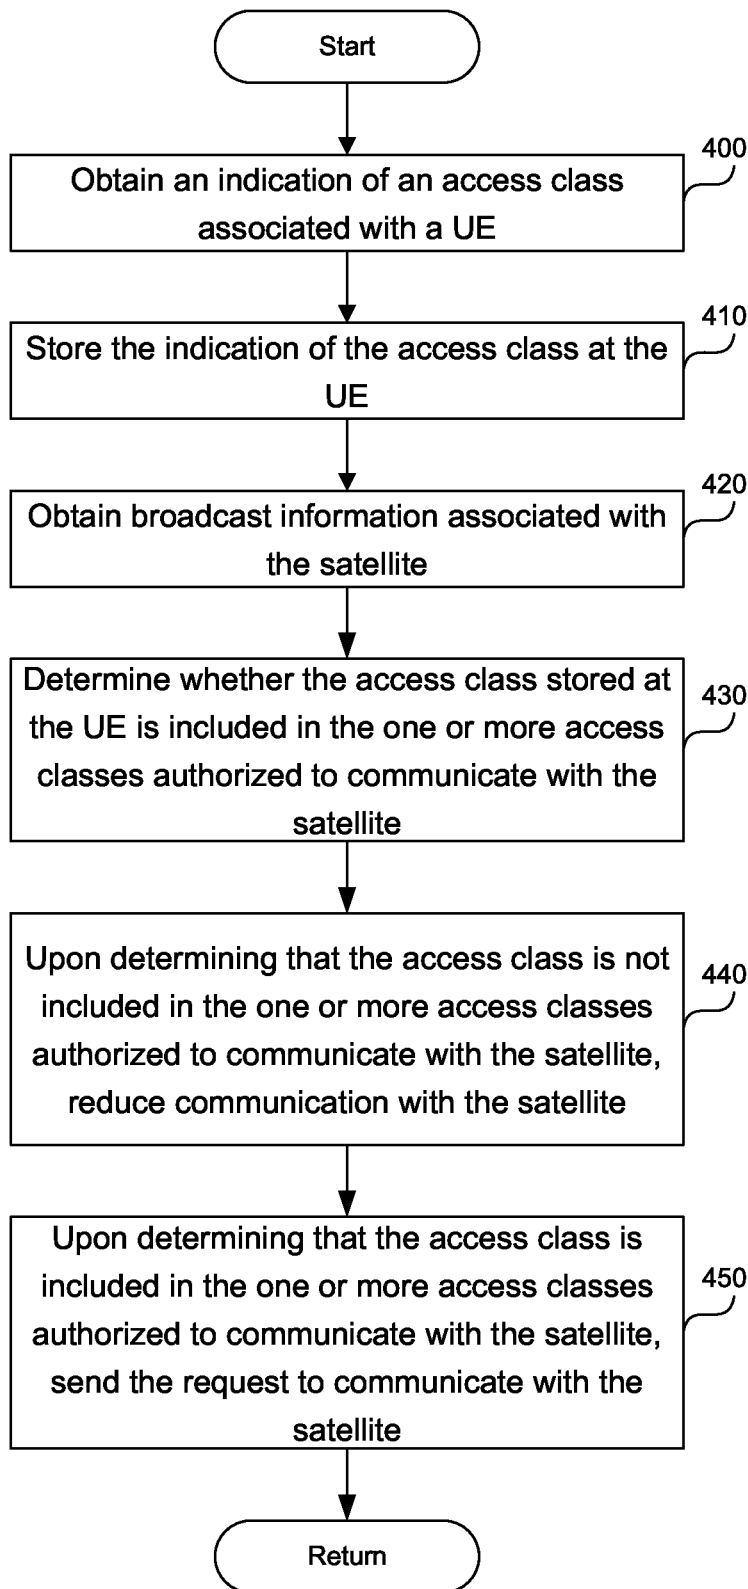 Start
400
Obtain an indication of an access class
associated with a UE
410
Store the indication of the access class at the
UE
420
Obtain broadcast information associated with
the satellite
Determine whether the access class stored at
430
the UE is included in the one or more access
classes authorized to communicate with the
satellite
Upon determining that the access class is not
440
included in the one or more access classes
authorized to communicate with the satellite,
reduce communication with the satellite
Upon determining that the access class is
450
included in the one or more access classes
authorized to communicate with the satellite,
send the request to communicate with the
satellite
Return